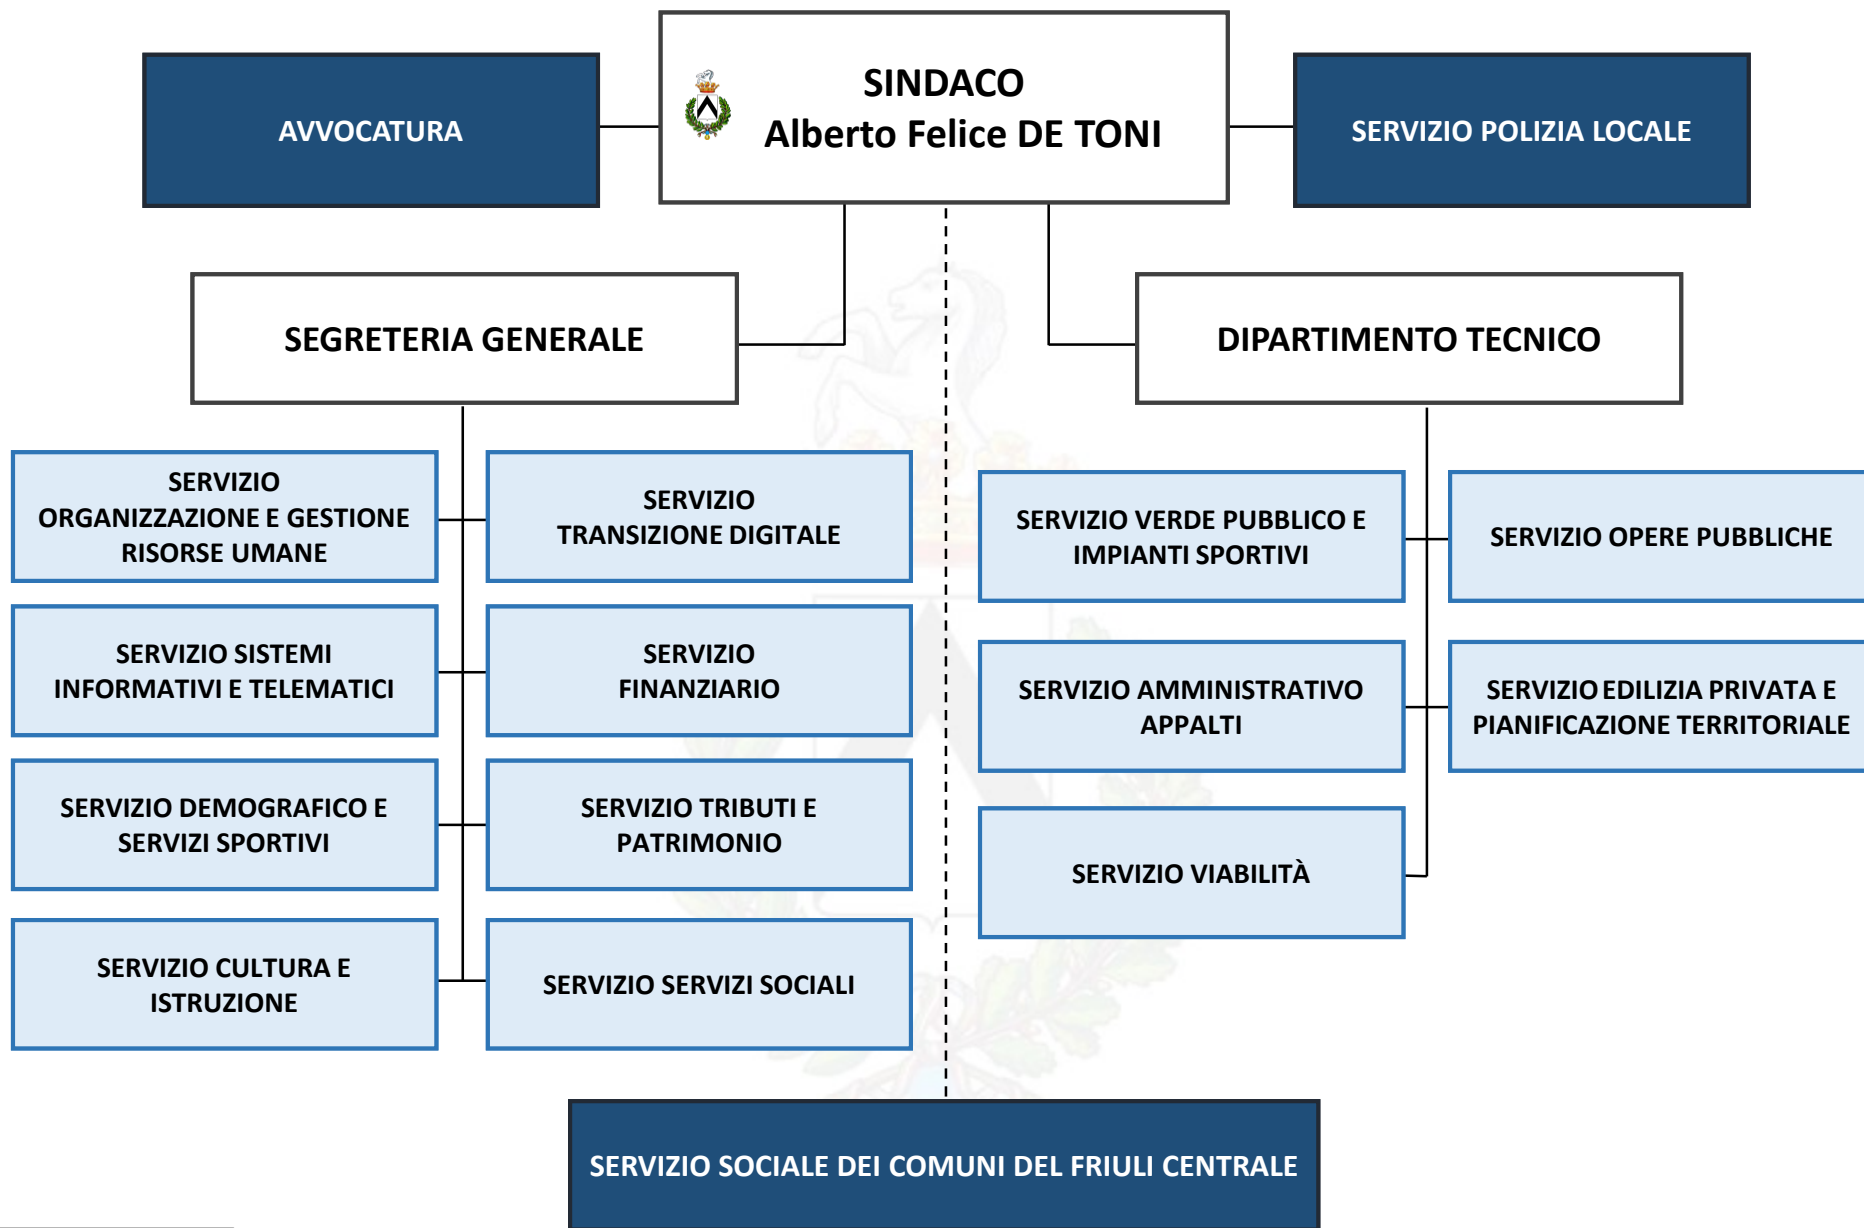 SINDACO
Alberto Felice DE TONI
AVVOCATURA
SERVIZIO POLIZIA LOCALE
SEGRETERIA GENERALE
DIPARTIMENTO TECNICO
SERVIZIO
ORGANIZZAZIONE E GESTIONE
RISORSE UMANE
SERVIZIO
TRANSIZIONE DIGITALE
SERVIZIO SISTEMI
INFORMATIVI E TELEMATICI
SERVIZIO
FINANZIARIO
SERVIZIO DEMOGRAFICO E
SERVIZI SPORTIVI
SERVIZIO TRIBUTI E
PATRIMONIO
SERVIZIO CULTURA E
ISTRUZIONE
SERVIZIO SERVIZI SOCIALI
SERVIZIO VERDE PUBBLICO E
IMPIANTI SPORTIVI
SERVIZIO OPERE PUBBLICHE
SERVIZIO AMMINISTRATIVO
APPALTI
SERVIZIO EDILIZIA PRIVATA E
PIANIFICAZIONE TERRITORIALE
SERVIZIO VIABILITÀ
SERVIZIO SOCIALE DEI COMUNI DEL FRIULI CENTRALE